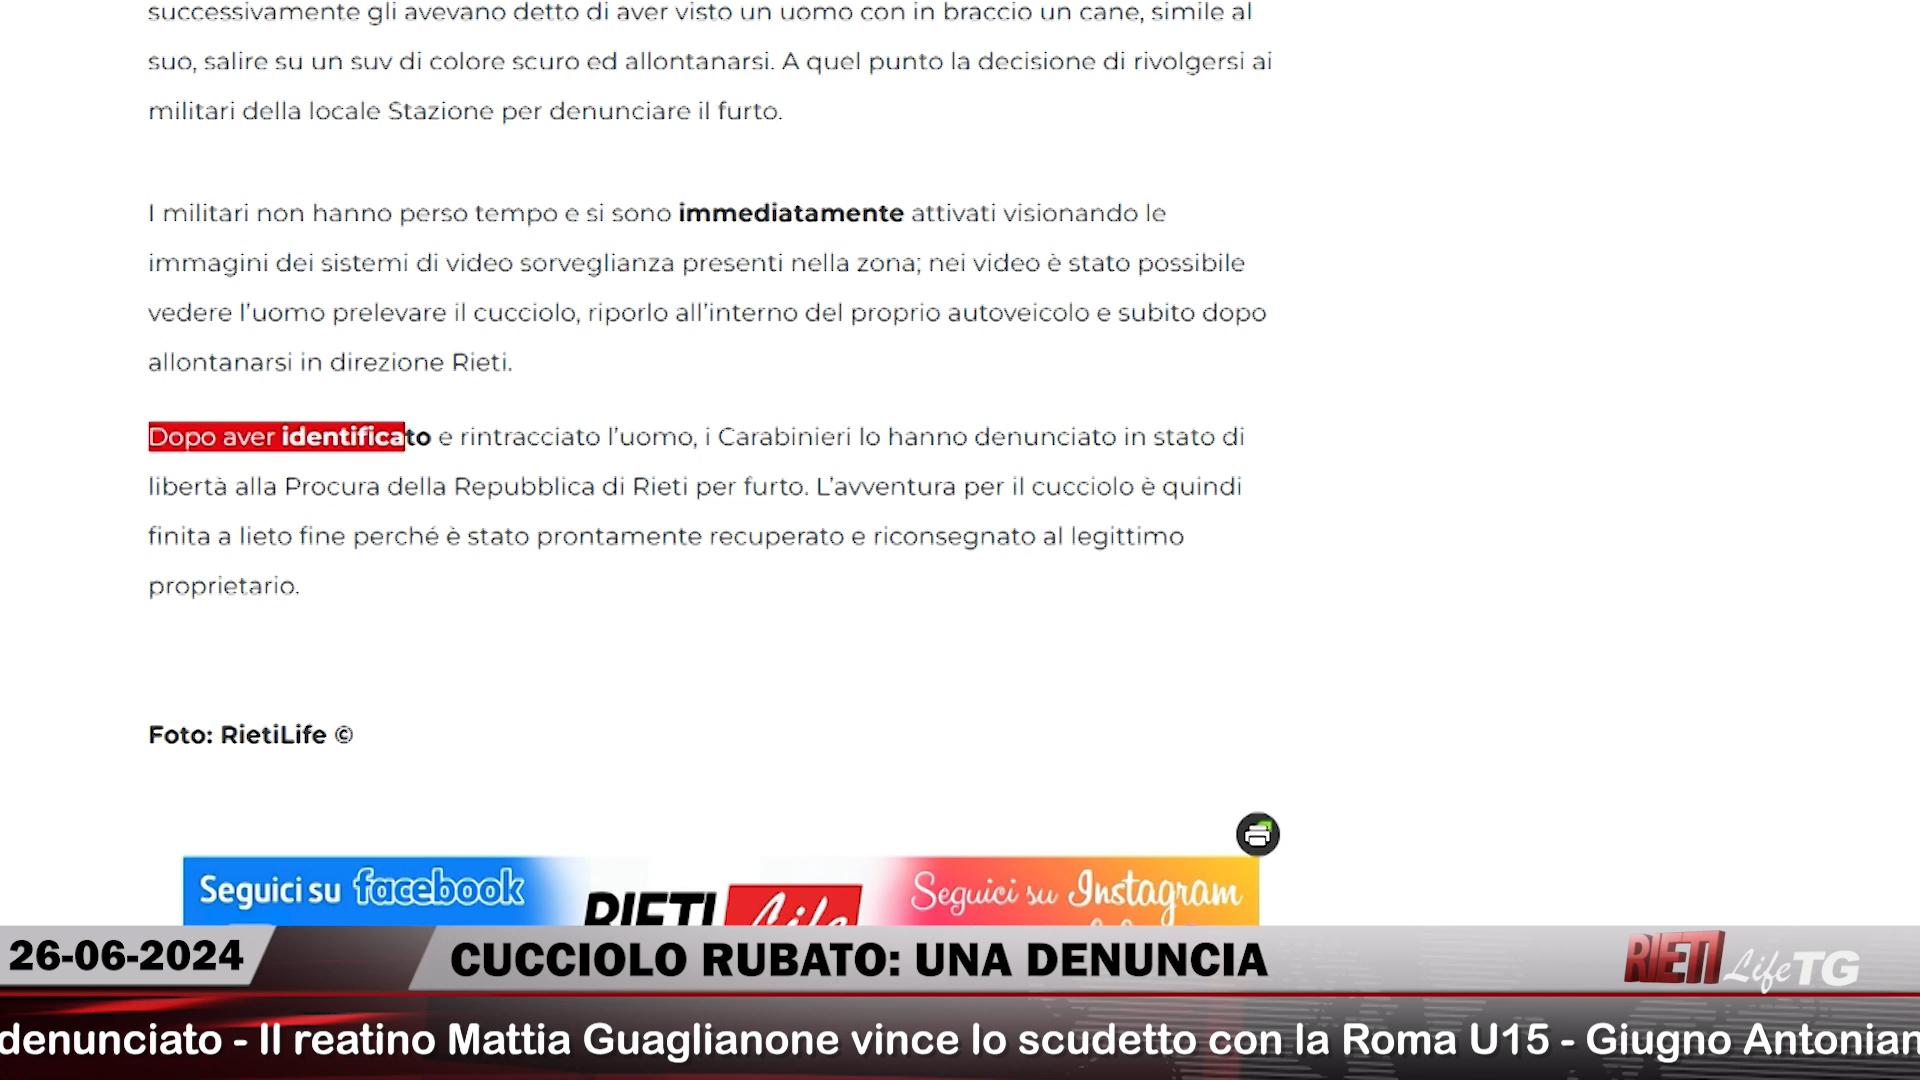 successivamente gli avevano detto di aver visto un uomo con in braccio un cane, simile al
suo, salire su un suv di colore scuro ed allontanarsi. A quel punto la decisione di rivolgersi ai
militari della locale Stazione per denunciare il furto.
I militari non hanno perso tempo e si sono immediatamente attivati visionando le
immagini dei sistemi di video sorveglianza presenti nella zona; nei video è stato possibile
vedere l’uomo prelevare il cucciolo, riporlo all’interno del proprio autoveicolo e subito dopo
allontanarsi in direzione Rieti.
Dopo aver identificato e rintracciato l’uomo, i Carabinieri lo hanno denunciato in stato di
libertà alla Procura della Repubblica di Rieti per furto. L’avventura per il cucciolo è quindi
finita a lieto fine perché è stato prontamente recuperato e riconsegnato al legittimo
proprietario.
Foto: RietiLife ©
Seguici su facebook
RIETI Life
Seguici su Instagram
26-06-2024
CUCCIOLO RUBATO: UNA DENUNCIA
RIETI Life TG
denunciato - Il reatino Mattia Guaglianone vince lo scudetto con la Roma U15 - Giugno Antonian